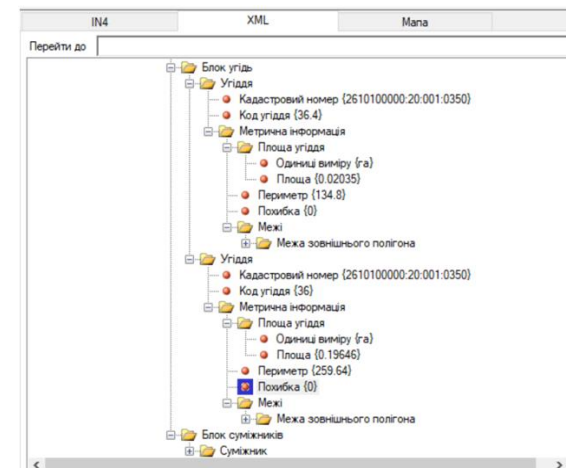 IN4 XML Мапа
Перейти до
Блок угідь
Угіддя
Кадастровий номер {2610100000:20:001:0350}
Код угіддя {36.4}
Метрична інформація
Площа угіддя
Одиниці виміру {га}
Площа {0.02035}
Периметр {134.8}
Похибка {0}
Межі
Межа зовнішнього полігона
Угіддя
Кадастровий номер {2610100000:20:001:0350}
Код угіддя {36}
Метрична інформація
Площа угіддя
Одиниці виміру {га}
Площа {0.19646}
Периметр {259.64}
Похибка {0}
Межі
Межа зовнішнього полігона
Блок суміжників
Суміжник